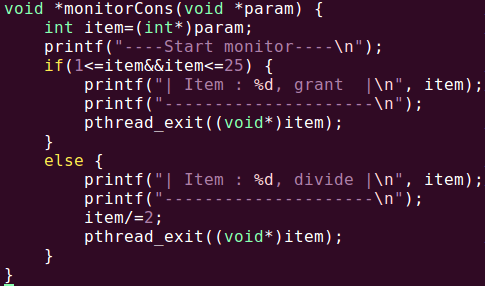 void *monitorCons(void *param) {
    int item=(int*)param;
    printf("----Start monitor----\n");
    if(1<=item&&item<=25) {
        printf("| Item : %d, grant  |\n", item);
        printf("---------------------\n");
        pthread_exit((void*)item);
    }
    else {
        printf("| Item : %d, divide |\n", item);
        printf("---------------------\n");
        item/=2;
        pthread_exit((void*)item);
    }
}